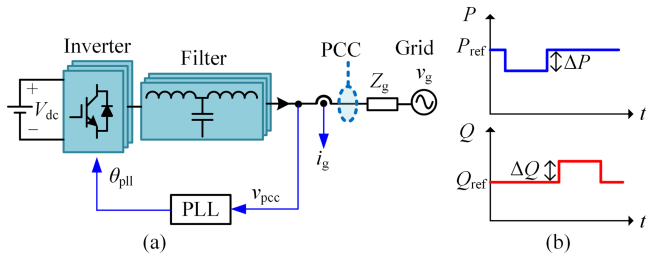 Inverter
Filter
PCC
Grid
+
V_dc
−
Z_g
v_g
θ_pll
PLL
v_pcc
i_g
(a)
P
P_ref
ΔP
t
Q
ΔQ
Q_ref
t
(b)